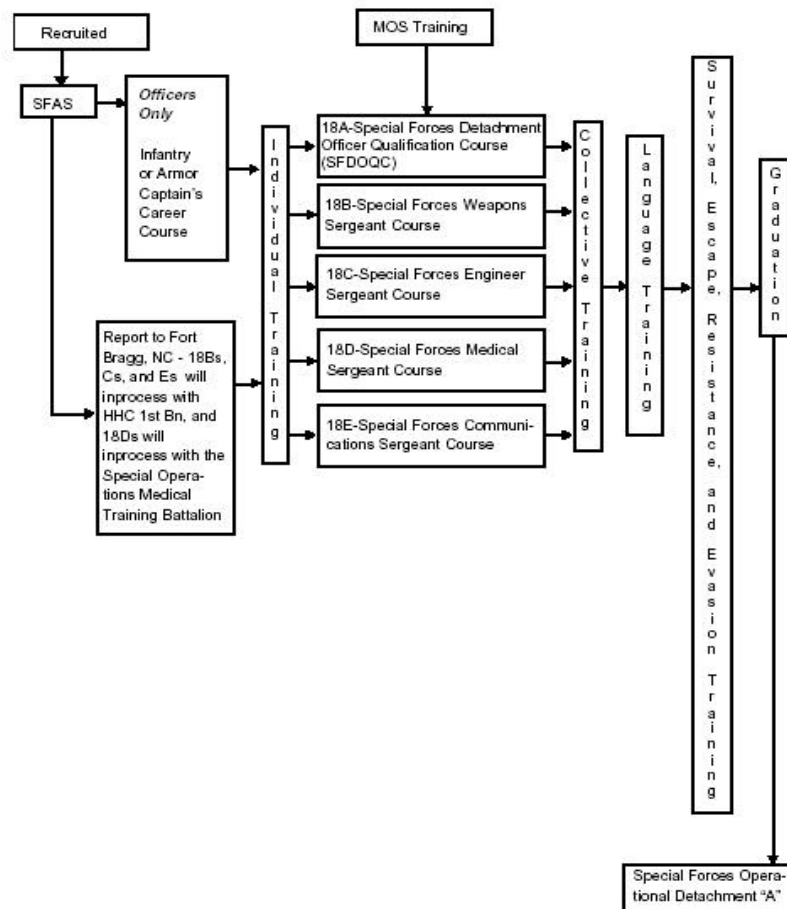 Recruited
SFAS
Officers
Only
Infantry
or Armor
Captain's
Career
Course
Report to Fort
Bragg, NC - 18Bs,
Cs, and Es will
inprocess with
HHC 1st Bn, and
18Ds will
inprocess with the
Special Opera-
tions Medical
Training Battalion
Individual Training
MOS Training
18A-Special Forces Detachment
Officer Qualification Course
(SFDOQC)
18B-Special Forces Weapons
Sergeant Course
18C-Special Forces Engineer
Sergeant Course
18D-Special Forces Medical
Sergeant Course
18E-Special Forces Communi-
cations Sergeant Course
Collective Training
Language Training
Survival, Escape, Resistance, and Evasion Training
Graduation
Special Forces Opera-
tional Detachment "A"